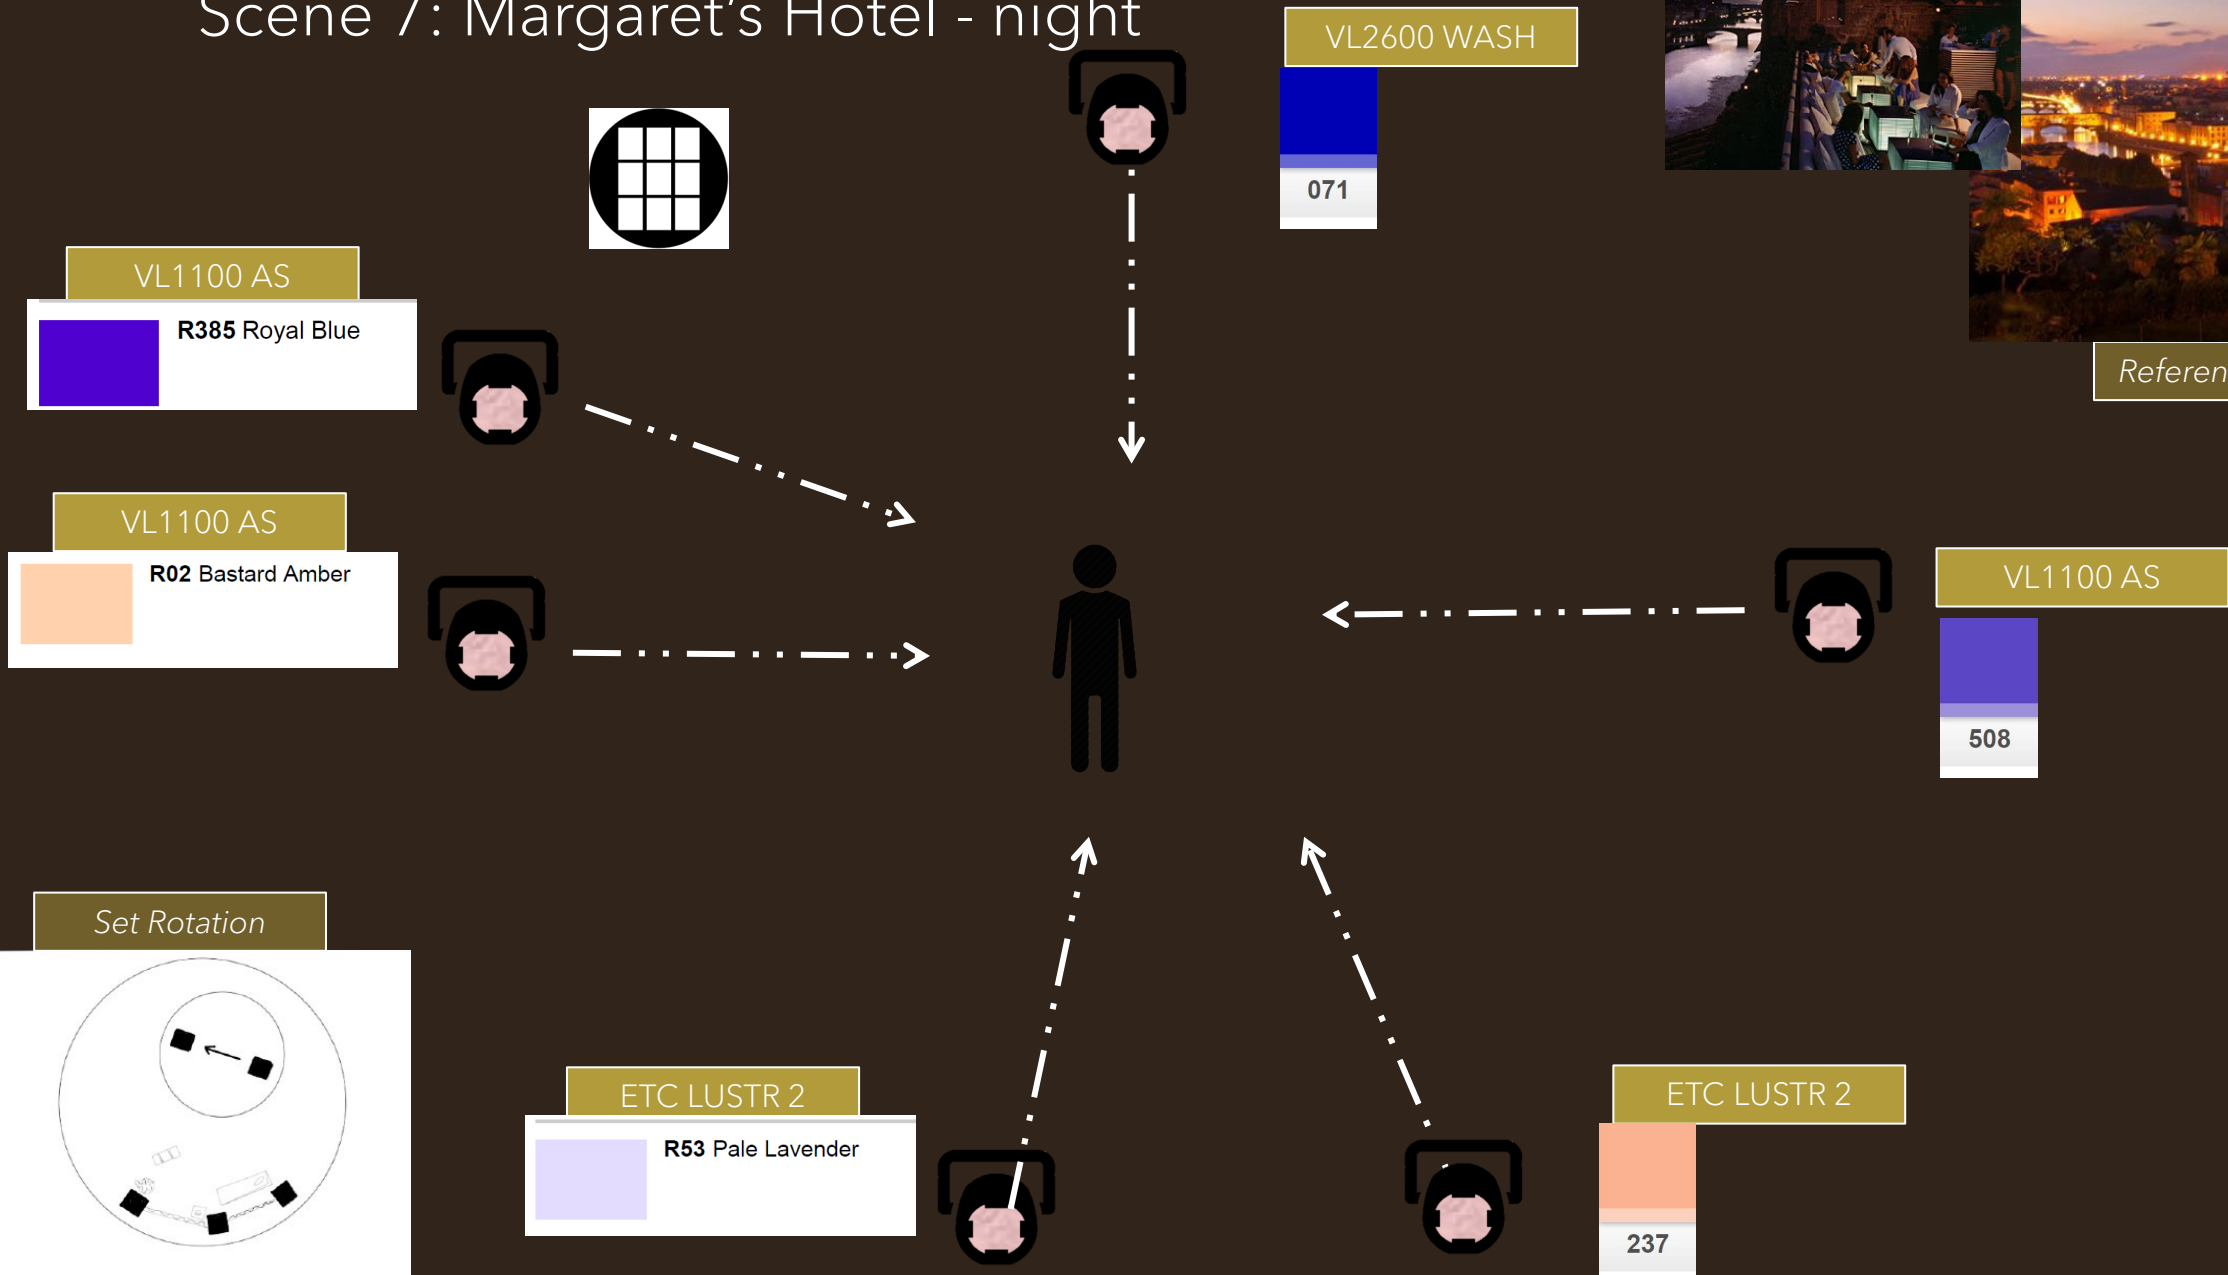 Scene 7: Margaret's Hotel - night
VL2600 WASH
071
VL1100 AS
R385 Royal Blue
VL1100 AS
R02 Bastard Amber
VL1100 AS
508
Set Rotation
ETC LUSTR 2
R53 Pale Lavender
ETC LUSTR 2
237